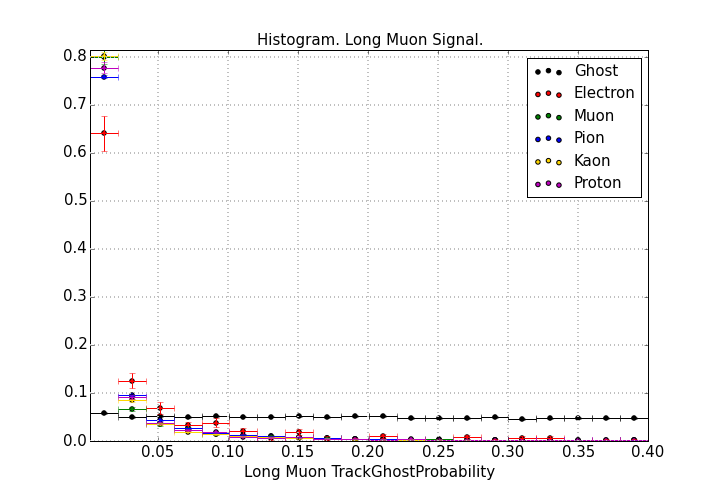 Histogram. Long Muon Signal.
0.8
0.7
0.6
0.5
0.4
0.3
0.2
0.1
0.0
Ghost
Electron
Muon
Pion
Kaon
Proton
0.05 0.10 0.15 0.20 0.25 0.30 0.35 0.40
Long Muon TrackGhostProbability